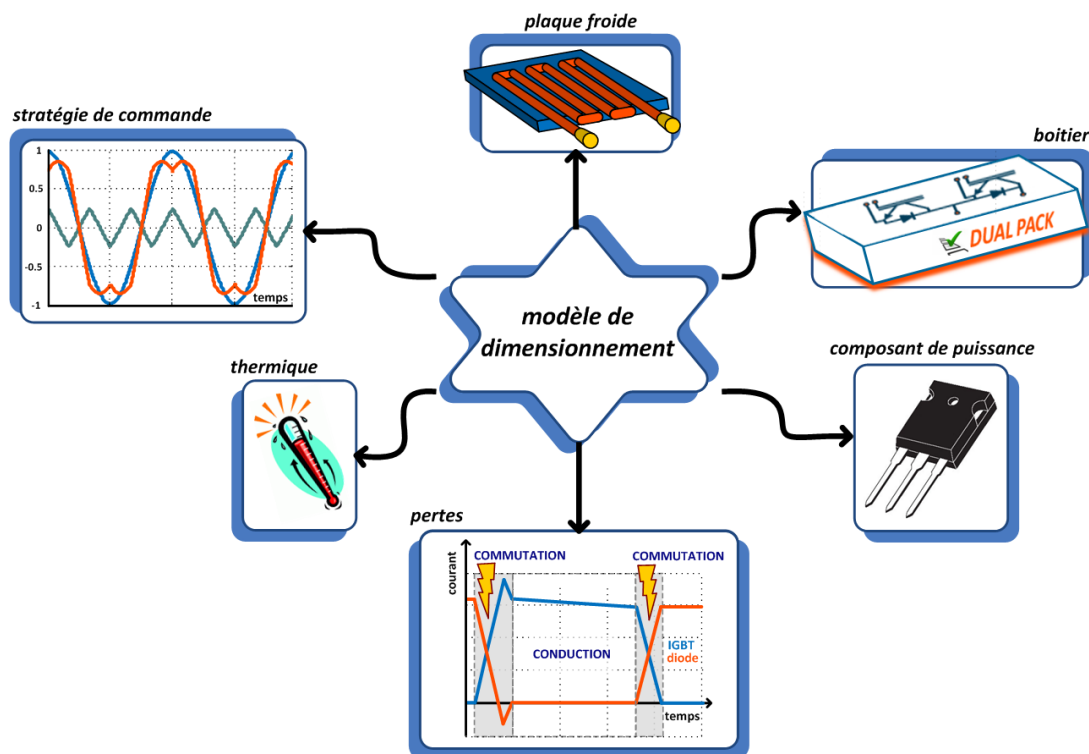 plaque froide
stratégie de commande
1
0.5
0
-0.5
-1
temps
boitier
DUAL PACK
modèle de
dimensionnement
thermique
composant de puissance
pertes
courant
COMMUTATION
COMMUTATION
CONDUCTION
IGBT
diode
temps